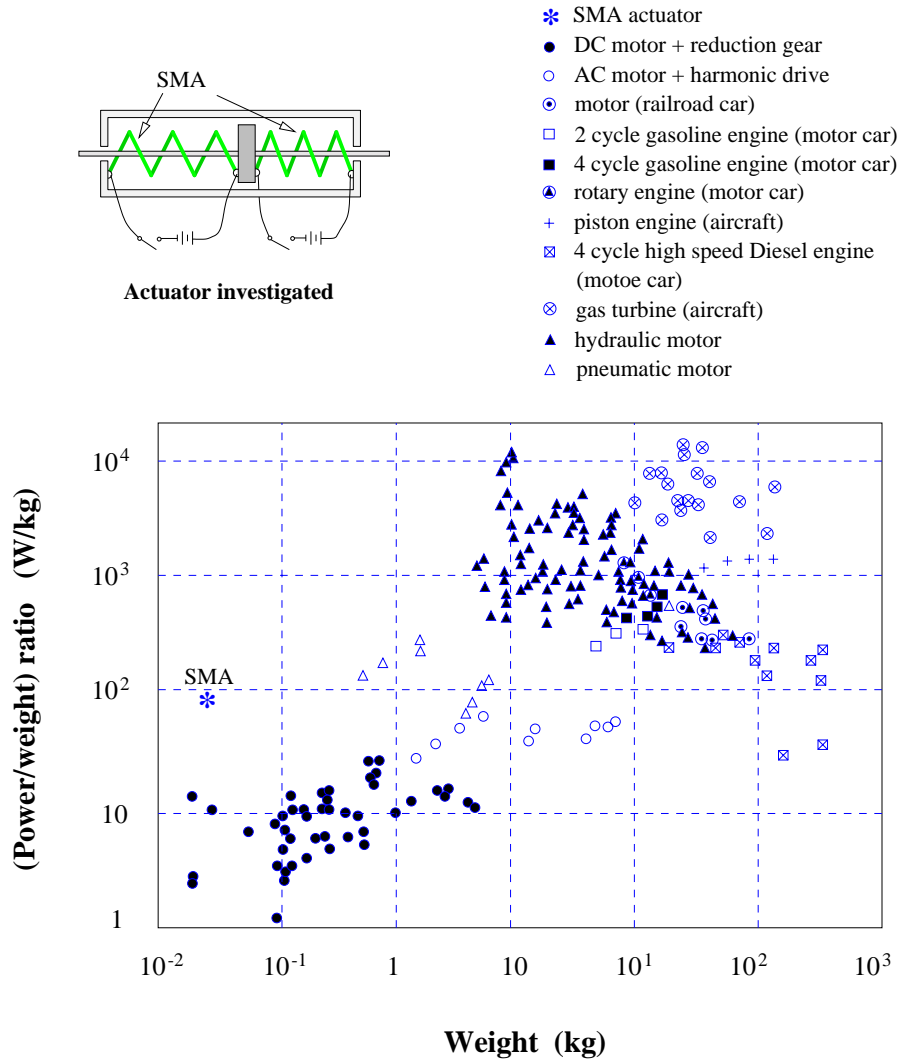 SMA
Actuator investigated
SMA actuator
DC motor + reduction gear
AC motor + harmonic drive
motor (railroad car)
2 cycle gasoline engine (motor car)
4 cycle gasoline engine (motor car)
rotary engine (motor car)
piston engine (aircraft)
4 cycle high speed Diesel engine
(motoe car)
gas turbine (aircraft)
hydraulic motor
pneumatic motor
(Power/weight) ratio (W/kg)
10⁴
10³
10²
10
1
SMA
10⁻² 10⁻¹ 1 10 10¹ 10² 10³
Weight (kg)